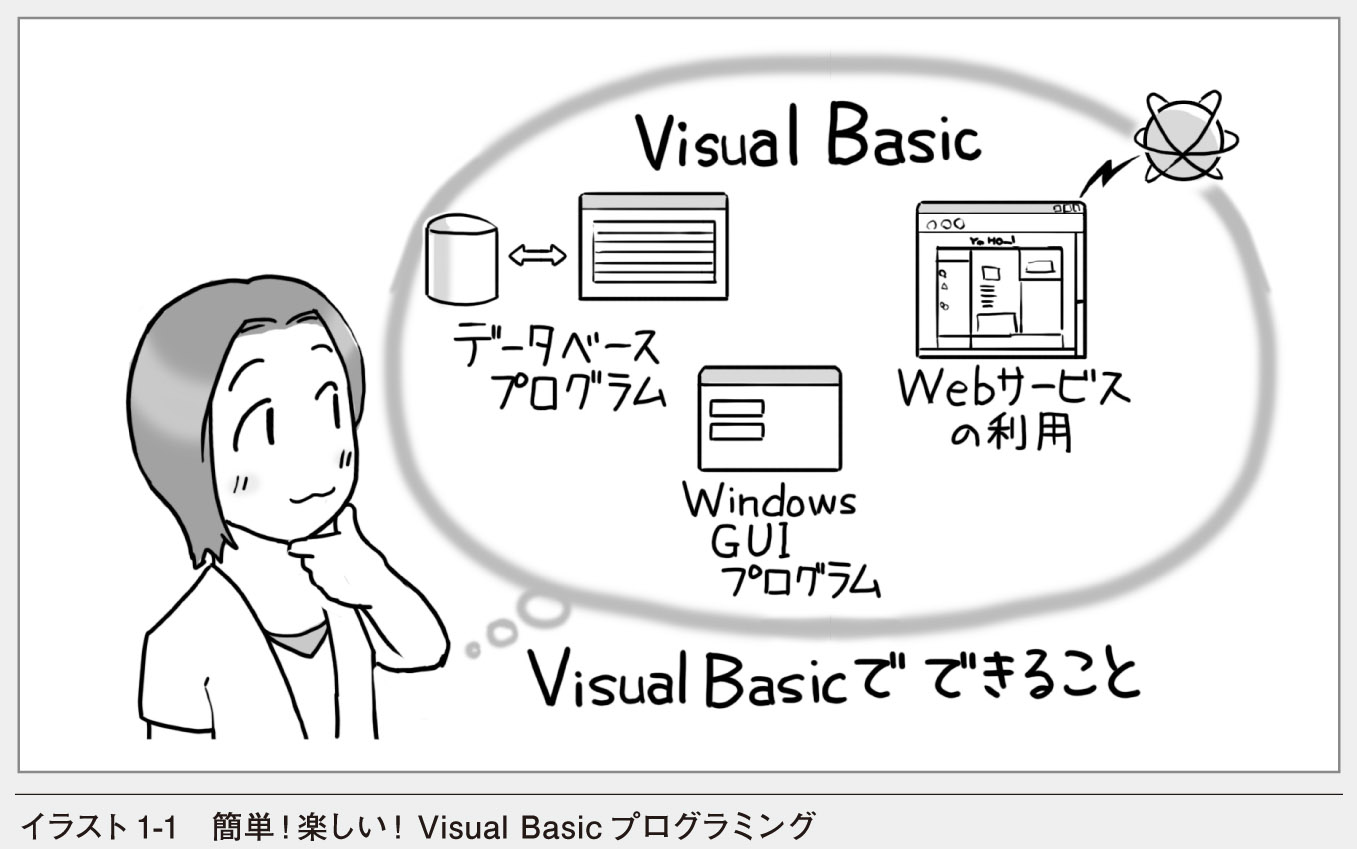 Visual Basic
データベース
プログラム
Webサービス
の利用
Windows
GUI
プログラム
Visual Basicで できること
イラスト 1-1　簡単！楽しい！ Visual Basic プログラミング